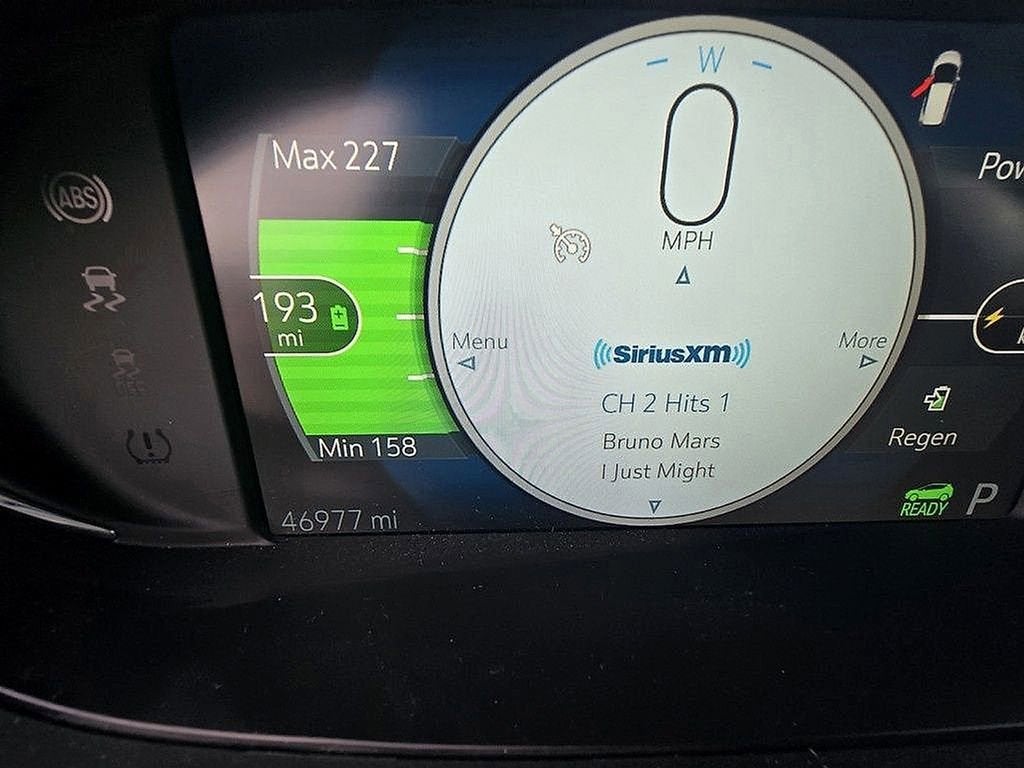 W
0
MPH
Max 227
193
mi
Min 158
46977 mi
ABS
Menu
More
SiriusXM
CH 2 Hits 1
Bruno Mars
I Just Might
Pow
Regen
READY
P